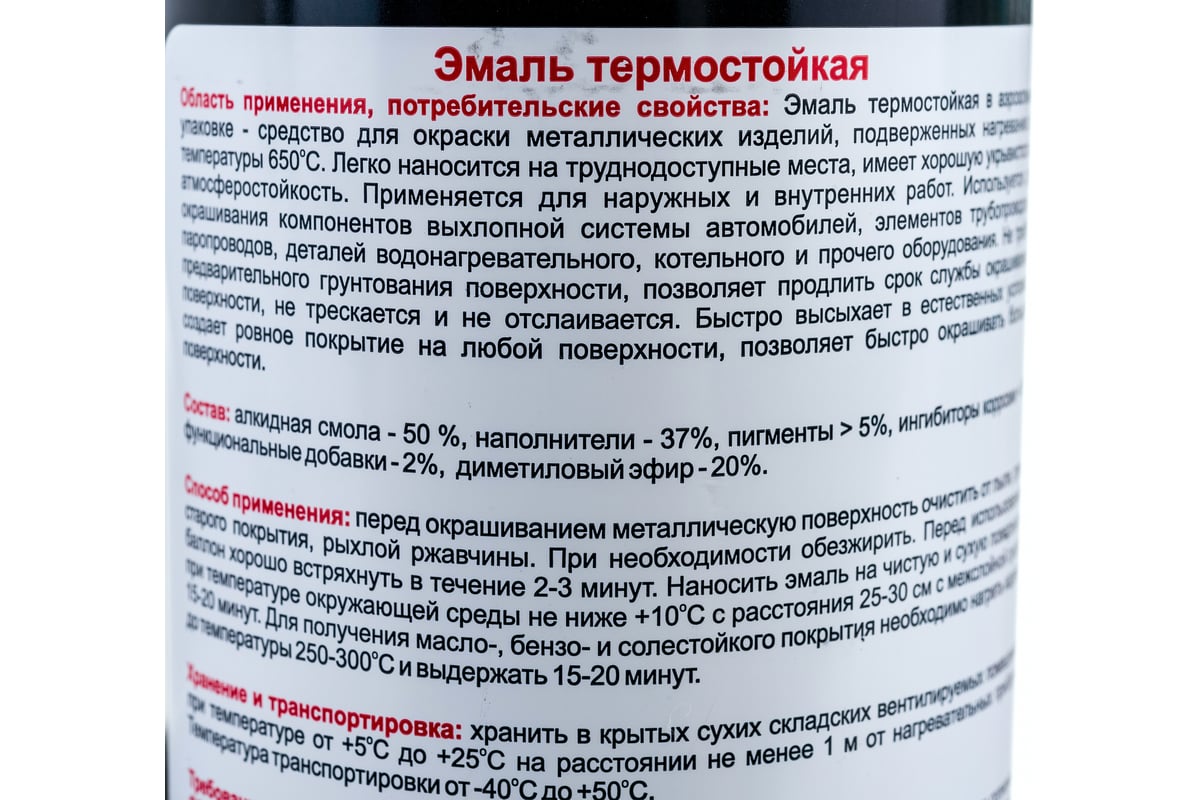 Эмаль термостойкая
Область применения, потребительские свойства: Эмаль термостойкая в
упаковке - средство для окраски металлических изделий, подверженных
температуры 650°С. Легко наносится на труднодоступные места, имеет хорошую
атмосферостойкость. Применяется для наружных и внутренних работ.
окрашивания компонентов выхлопной системы автомобилей, элементов
паропроводов, деталей водонагревательного, котельного и прочего оборудования. Не
предварительного грунтования поверхности, позволяет продлить срок службы
поверхности, не трескается и не отслаивается. Быстро высыхает в естественных
создает ровное покрытие на любой поверхности, позволяет быстро окрашивать
поверхности.
Состав: алкидная смола - 50 %, наполнители - 37%, пигменты > 5%, ингибиторы коррозии
функциональные добавки - 2%, диметиловый эфир - 20%.
Способ применения: перед окрашиванием металлическую поверхность очистить от пыли,
старого покрытия, рыхлой ржавчины. При необходимости обезжирить. Перед
баллон хорошо встряхнуть в течение 2-3 минут. Наносить эмаль на чистую и сухую
при температуре окружающей среды не ниже +10°С с расстояния 25-30 см с межслойной
15-20 минут. Для получения масло-, бензо- и солестойкого покрытия необходимо нагреть
до температуры 250-300°С и выдержать 15-20 минут.
Хранение и транспортировка: хранить в крытых сухих складских вентилируемых
при температуре от +5°С до +25°С на расстоянии не менее 1 м от нагревательных
Температура транспортировки от -40°С до +50°С.